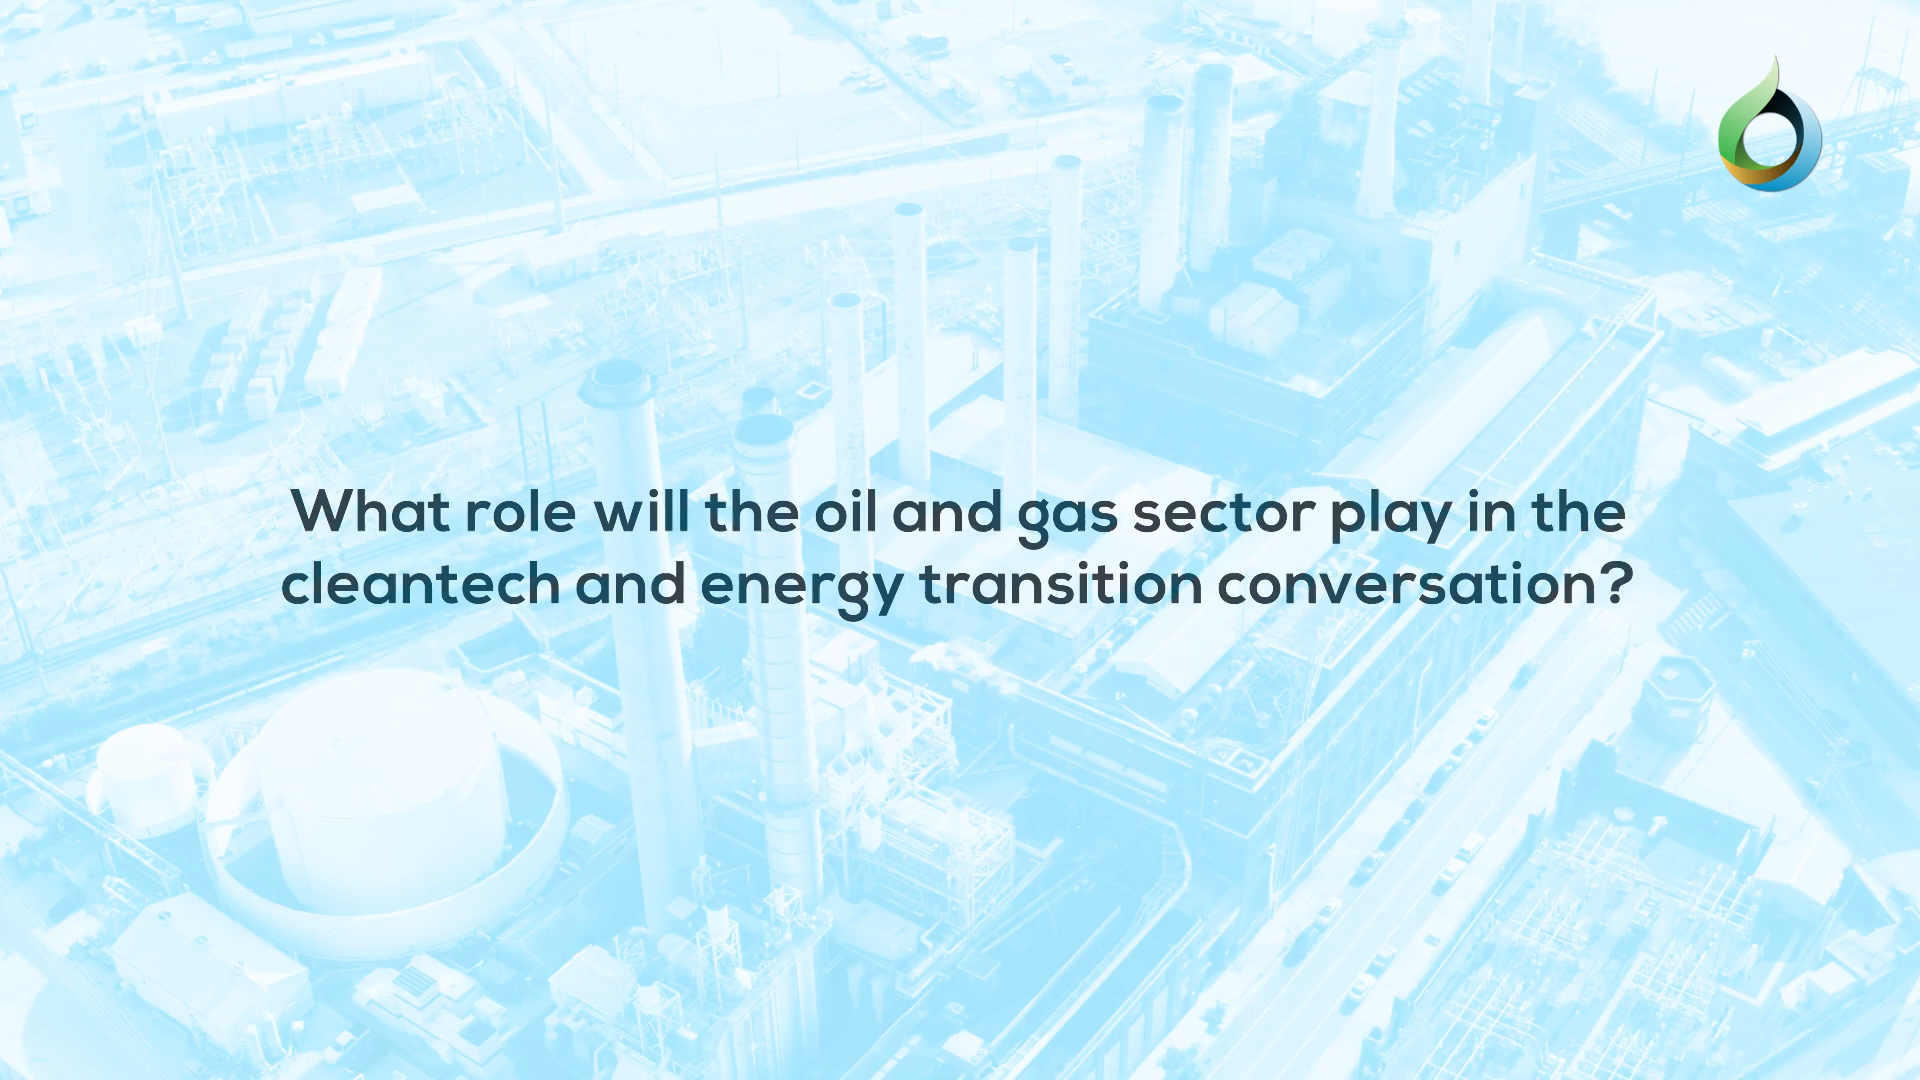 What role will the oil and gas sector play in the
cleantech and energy transition conversation?